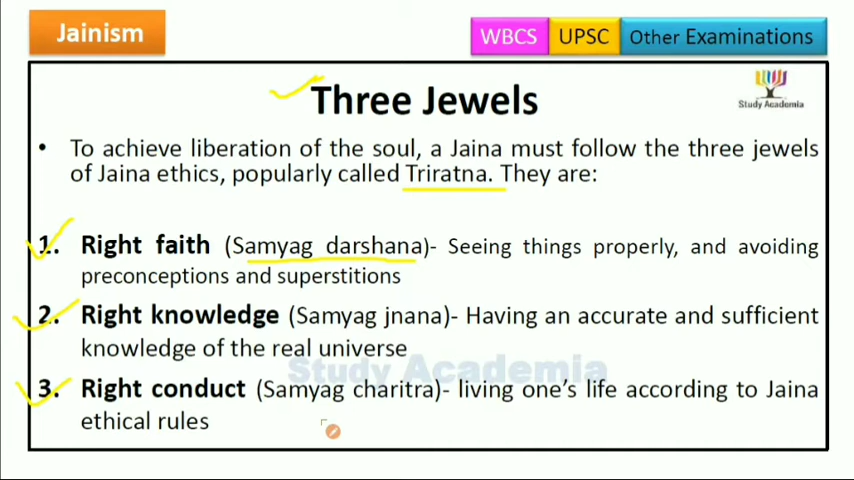 Jainism
WBCS UPSC Other Examinations
Three Jewels
Study Academia
• To achieve liberation of the soul, a Jaina must follow the three jewels
of Jaina ethics, popularly called Triratna. They are:
1. Right faith (Samyag darshana)- Seeing things properly, and avoiding
preconceptions and superstitions
2. Right knowledge (Samyag jnana)- Having an accurate and sufficient
knowledge of the real universe
Study Academia
3. Right conduct (Samyag charitra)- living one's life according to Jaina
ethical rules